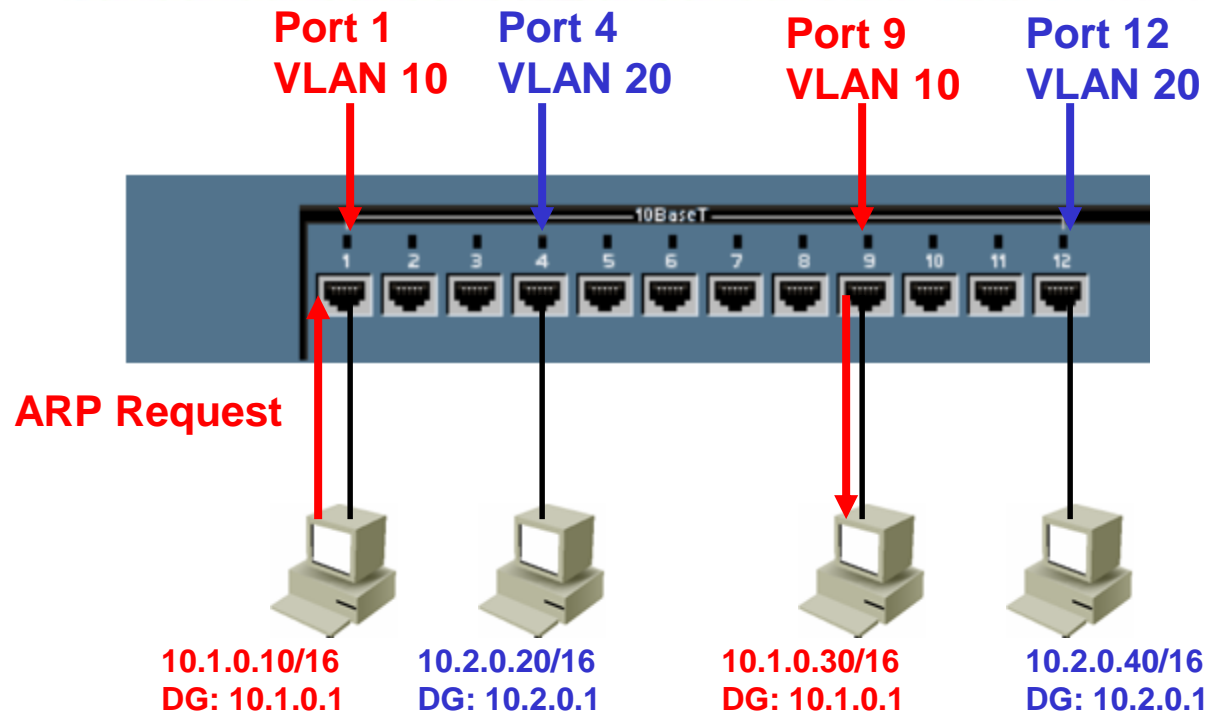 Port 1
VLAN 10
Port 4
VLAN 20
Port 9
VLAN 10
Port 12
VLAN 20
10BaseT
1 2 3 4 5 6 7 8 9 10 11 12
ARP Request
10.1.0.10/16
DG: 10.1.0.1
10.2.0.20/16
DG: 10.2.0.1
10.1.0.30/16
DG: 10.1.0.1
10.2.0.40/16
DG: 10.2.0.1